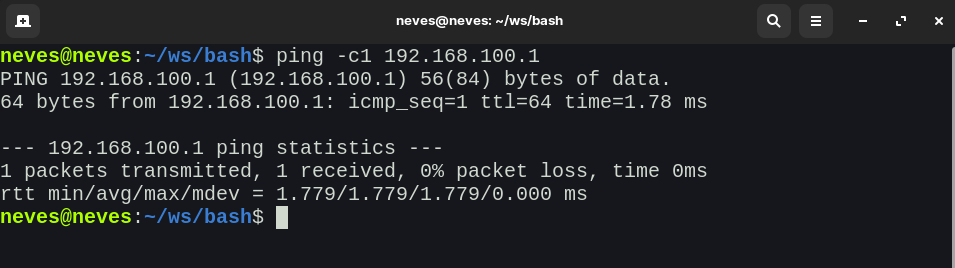 neves@neves: ~/ws/bash
neves@neves:~/ws/bash$ ping -c1 192.168.100.1
PING 192.168.100.1 (192.168.100.1) 56(84) bytes of data.
64 bytes from 192.168.100.1: icmp_seq=1 ttl=64 time=1.78 ms

--- 192.168.100.1 ping statistics ---
1 packets transmitted, 1 received, 0% packet loss, time 0ms
rtt min/avg/max/mdev = 1.779/1.779/1.779/0.000 ms
neves@neves:~/ws/bash$